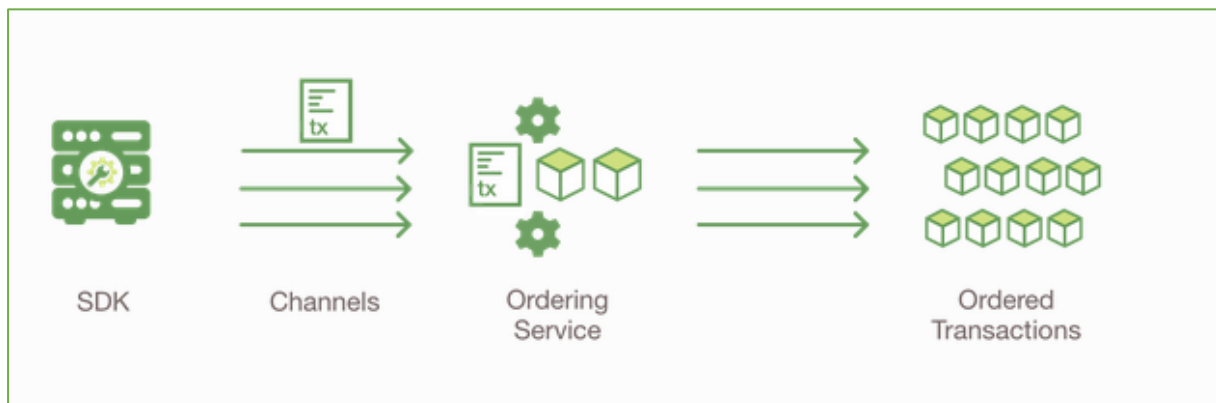 tx
tx
SDK
Channels
Ordering
Service
Ordered
Transactions